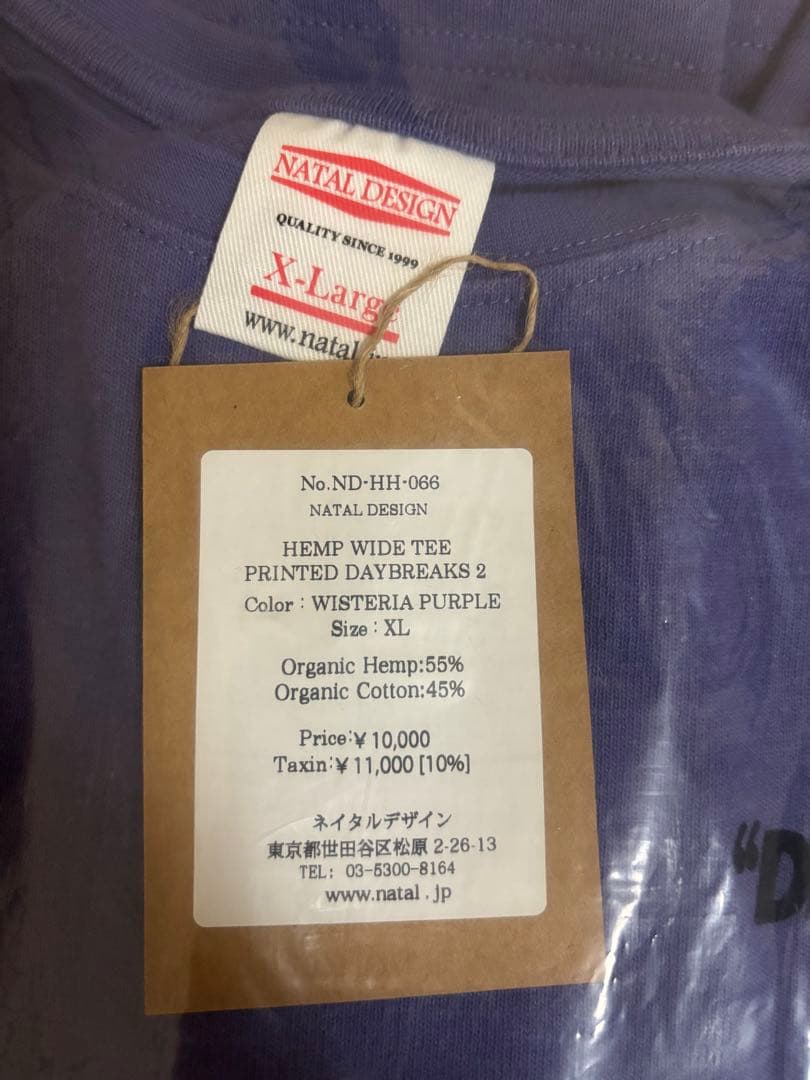 NATAL DESIGN
QUALITY SINCE 1999
X-Large
www.natal
No.ND-HH-066
NATAL DESIGN
HEMP WIDE TEE
PRINTED DAYBREAKS 2
Color : WISTERIA PURPLE
Size : XL
Organic Hemp:55%
Organic Cotton:45%
Price:¥ 10,000
Taxin:¥ 11,000 [10%]
ネイタルデザイン
東京都世田谷区松原 2-26-13
TEL: 03-5300-8164
www.natal.jp
"D